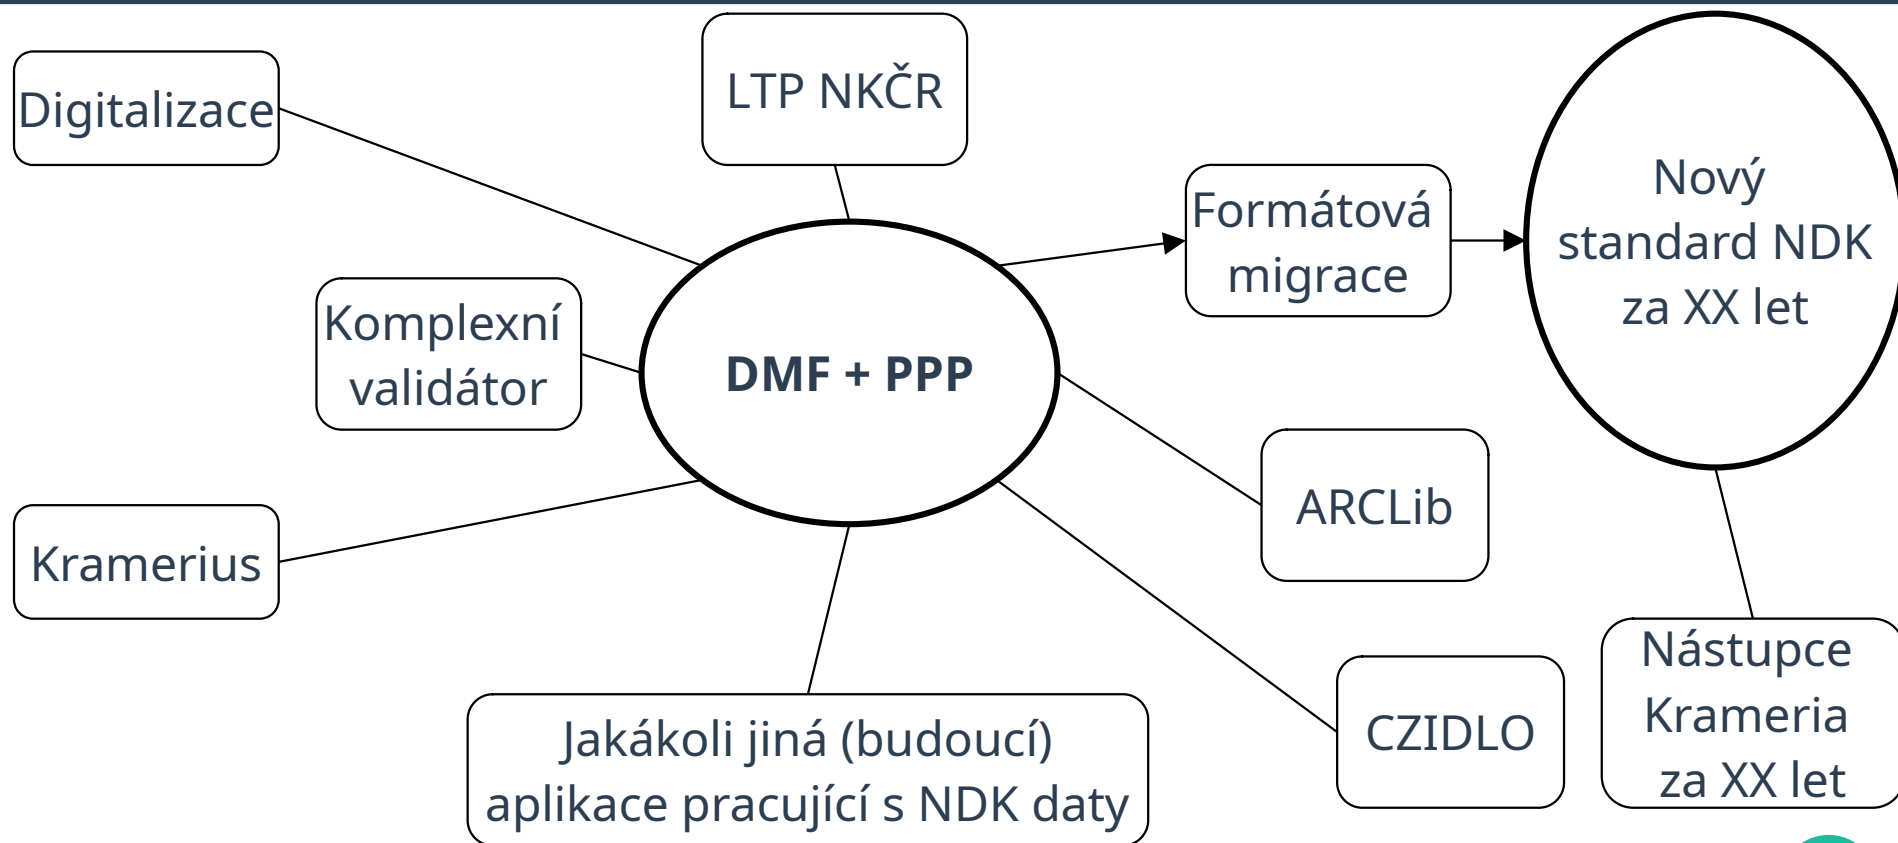 Digitalizace
LTP NKČR
Formátová
migrace
Nový
standard NDK
za XX let
Komplexní
validátor
DMF + PPP
Kramerius
ARCLib
Jakákoli jiná (budoucí)
aplikace pracující s NDK daty
CZIDLO
Nástupce
Krameria
za XX let